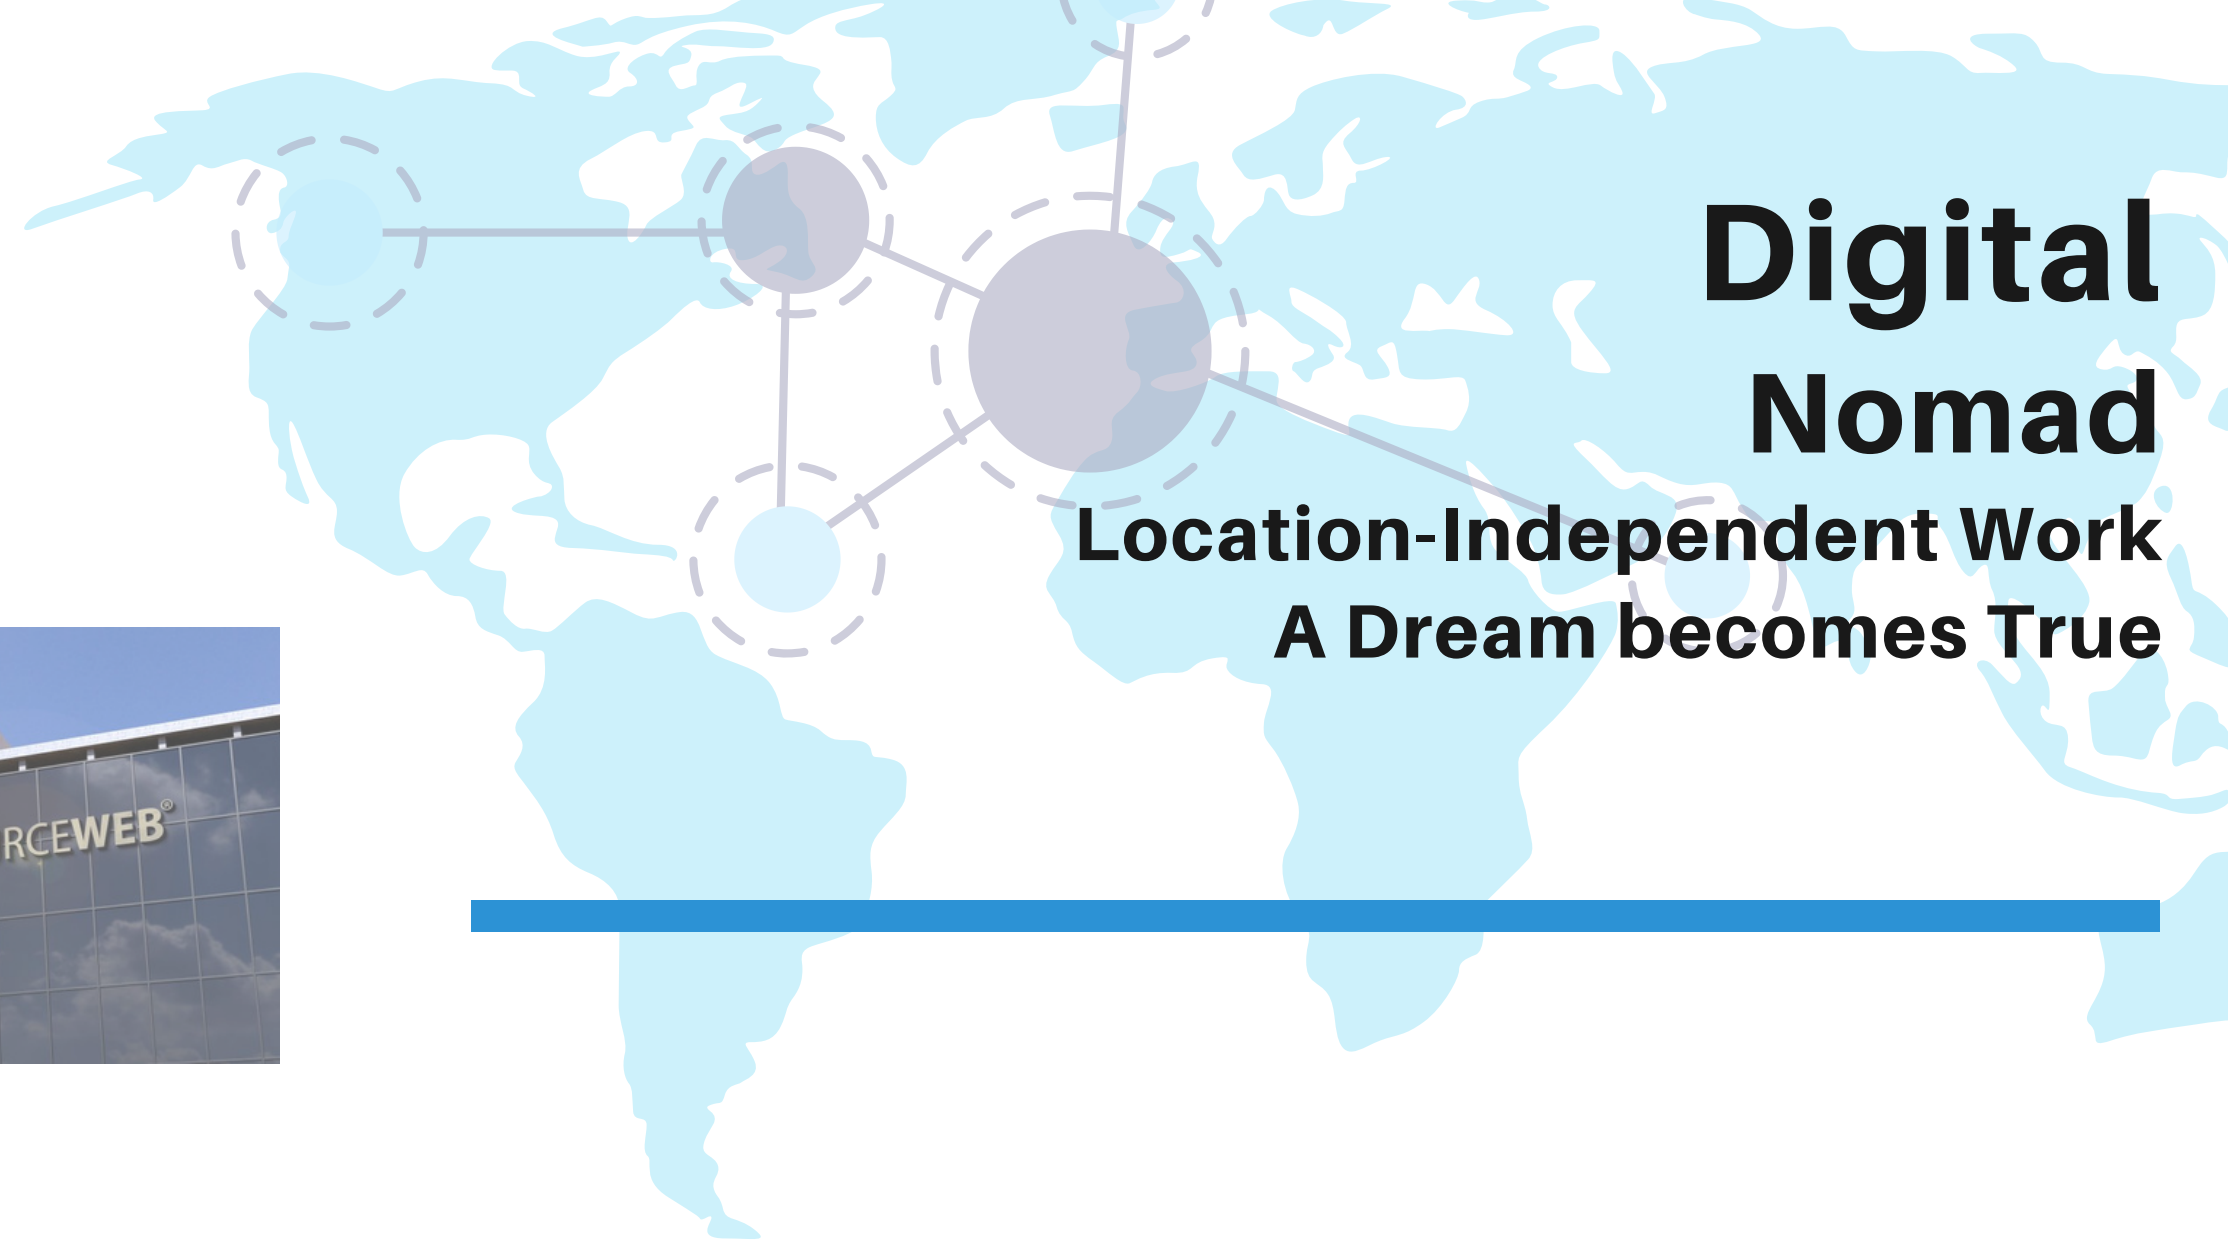 Digital
Nomad
Location-Independent Work
A Dream becomes True
RCEWEB®